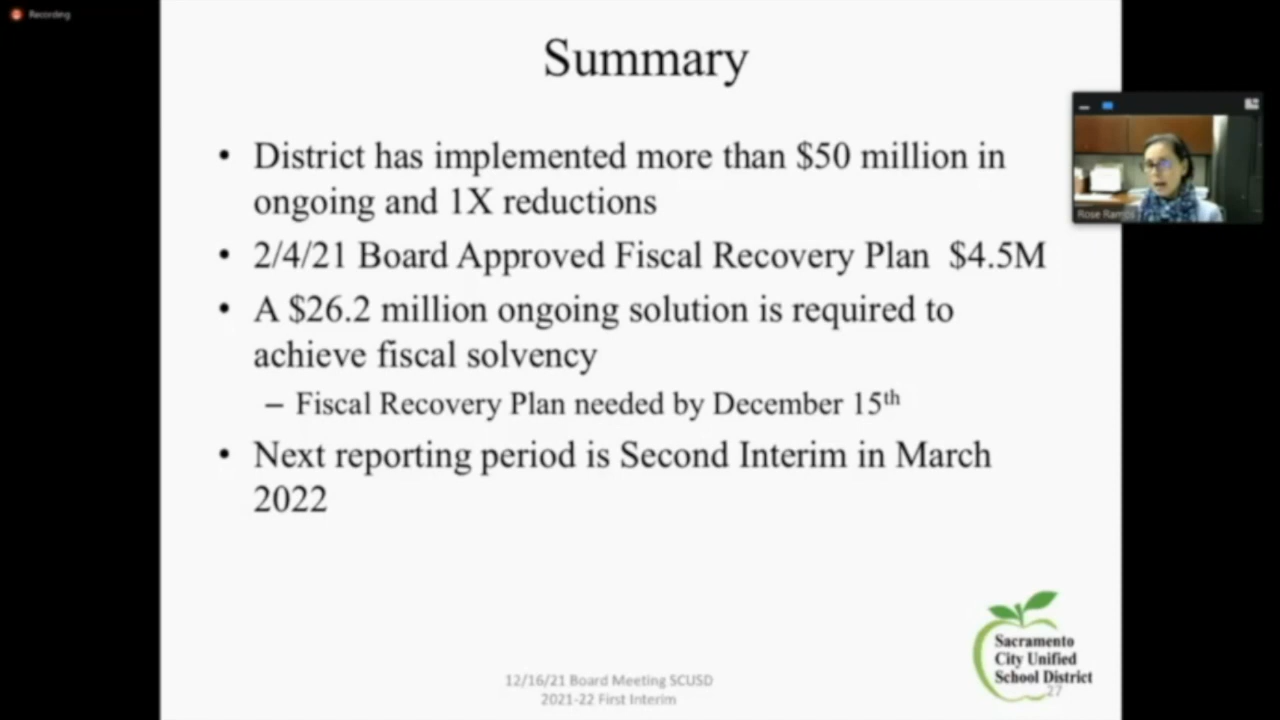 Recording
Summary
• District has implemented more than $50 million in
ongoing and 1X reductions
• 2/4/21 Board Approved Fiscal Recovery Plan $4.5M
• A $26.2 million ongoing solution is required to
achieve fiscal solvency
– Fiscal Recovery Plan needed by December 15th
• Next reporting period is Second Interim in March
2022
Rose Ramos
Sacramento
City Unified
School District
27
12/16/21 Board Meeting SCUSD
2021-22 First Interim